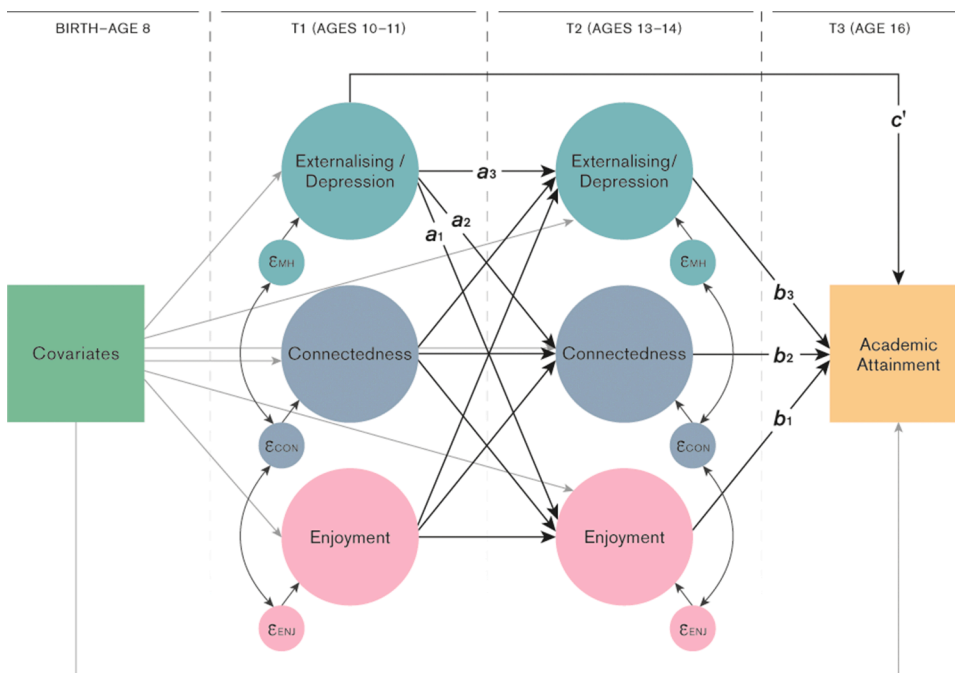 BIRTH–AGE 8
T1 (AGES 10–11)
T2 (AGES 13–14)
T3 (AGE 16)
c'
Externalising /
Depression
a3
a2
a1
Externalising/
Depression
εMH
εMH
b3
Covariates
Connectedness
Connectedness
b2
Academic
Attainment
b1
εCON
εCON
Enjoyment
Enjoyment
εENJ
εENJ